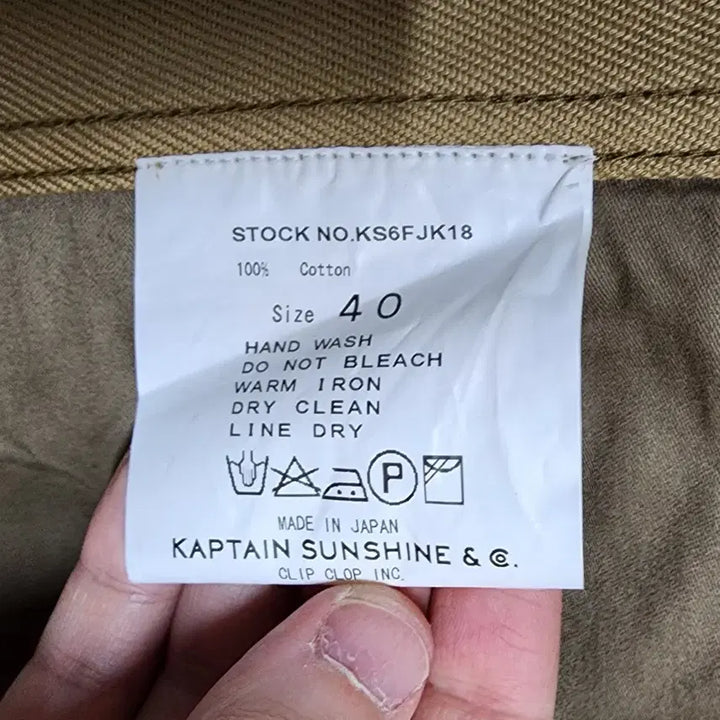 STOCK NO.KS6FJK18
100% Cotton
Size 40
HAND WASH
DO NOT BLEACH
WARM IRON
DRY CLEAN
LINE DRY
P
MADE IN JAPAN
KAPTAIN SUNSHINE & C°.
CLIP CLOP INC.